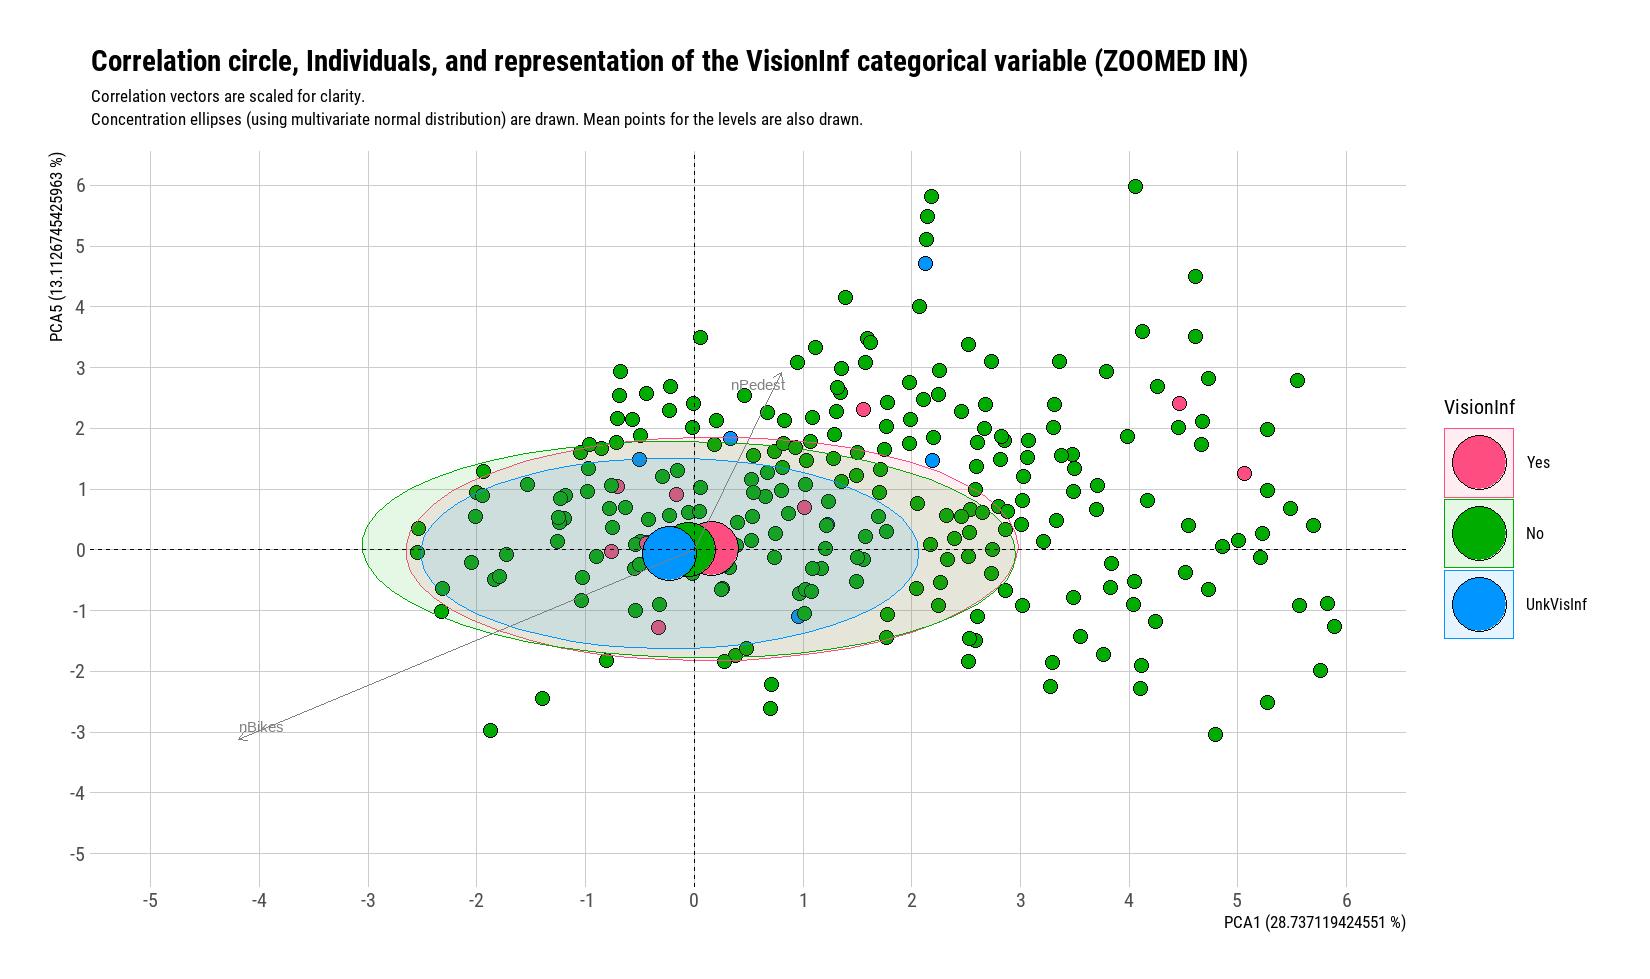 Correlation circle, Individuals, and representation of the VisionInf categorical variable (ZOOMED IN)
Correlation vectors are scaled for clarity.
Concentration ellipses (using multivariate normal distribution) are drawn. Mean points for the levels are also drawn.
PCA5 (13.1126745425963 %)
6
5
4
3
2
1
0
-1
-2
-3
-4
-5
nPedest
nBikes
-5 -4 -3 -2 -1 0 1 2 3 4 5 6
PCA1 (28.737119424551 %)
VisionInf
Yes
No
UnkVisInf